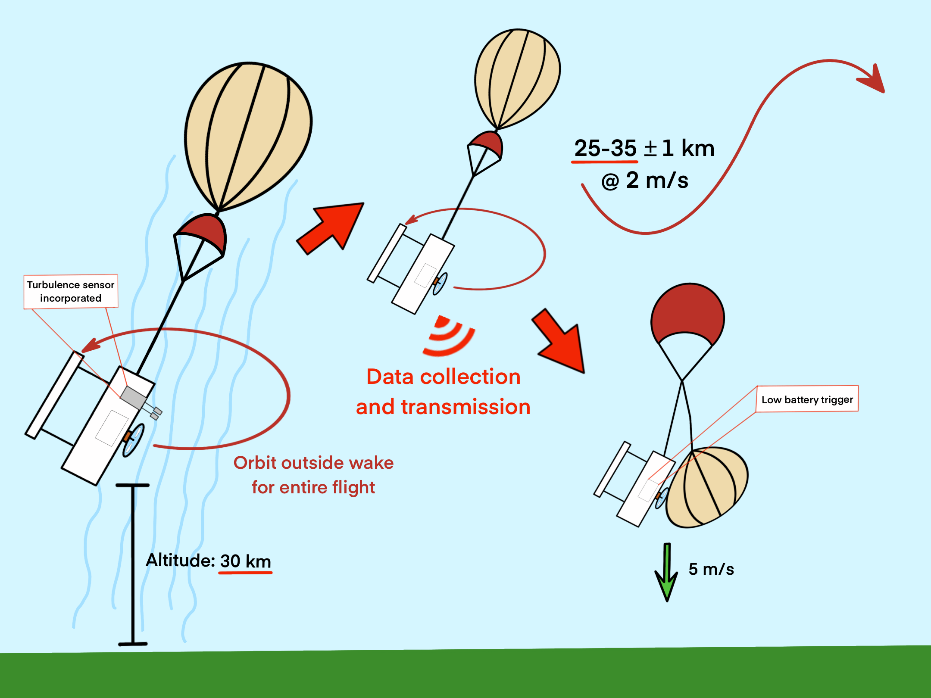 25-35 ± 1 km
@ 2 m/s
Turbulence sensor
incorporated
Data collection
and transmission
Low battery trigger
Orbit outside wake
for entire flight
Altitude: 30 km
5 m/s